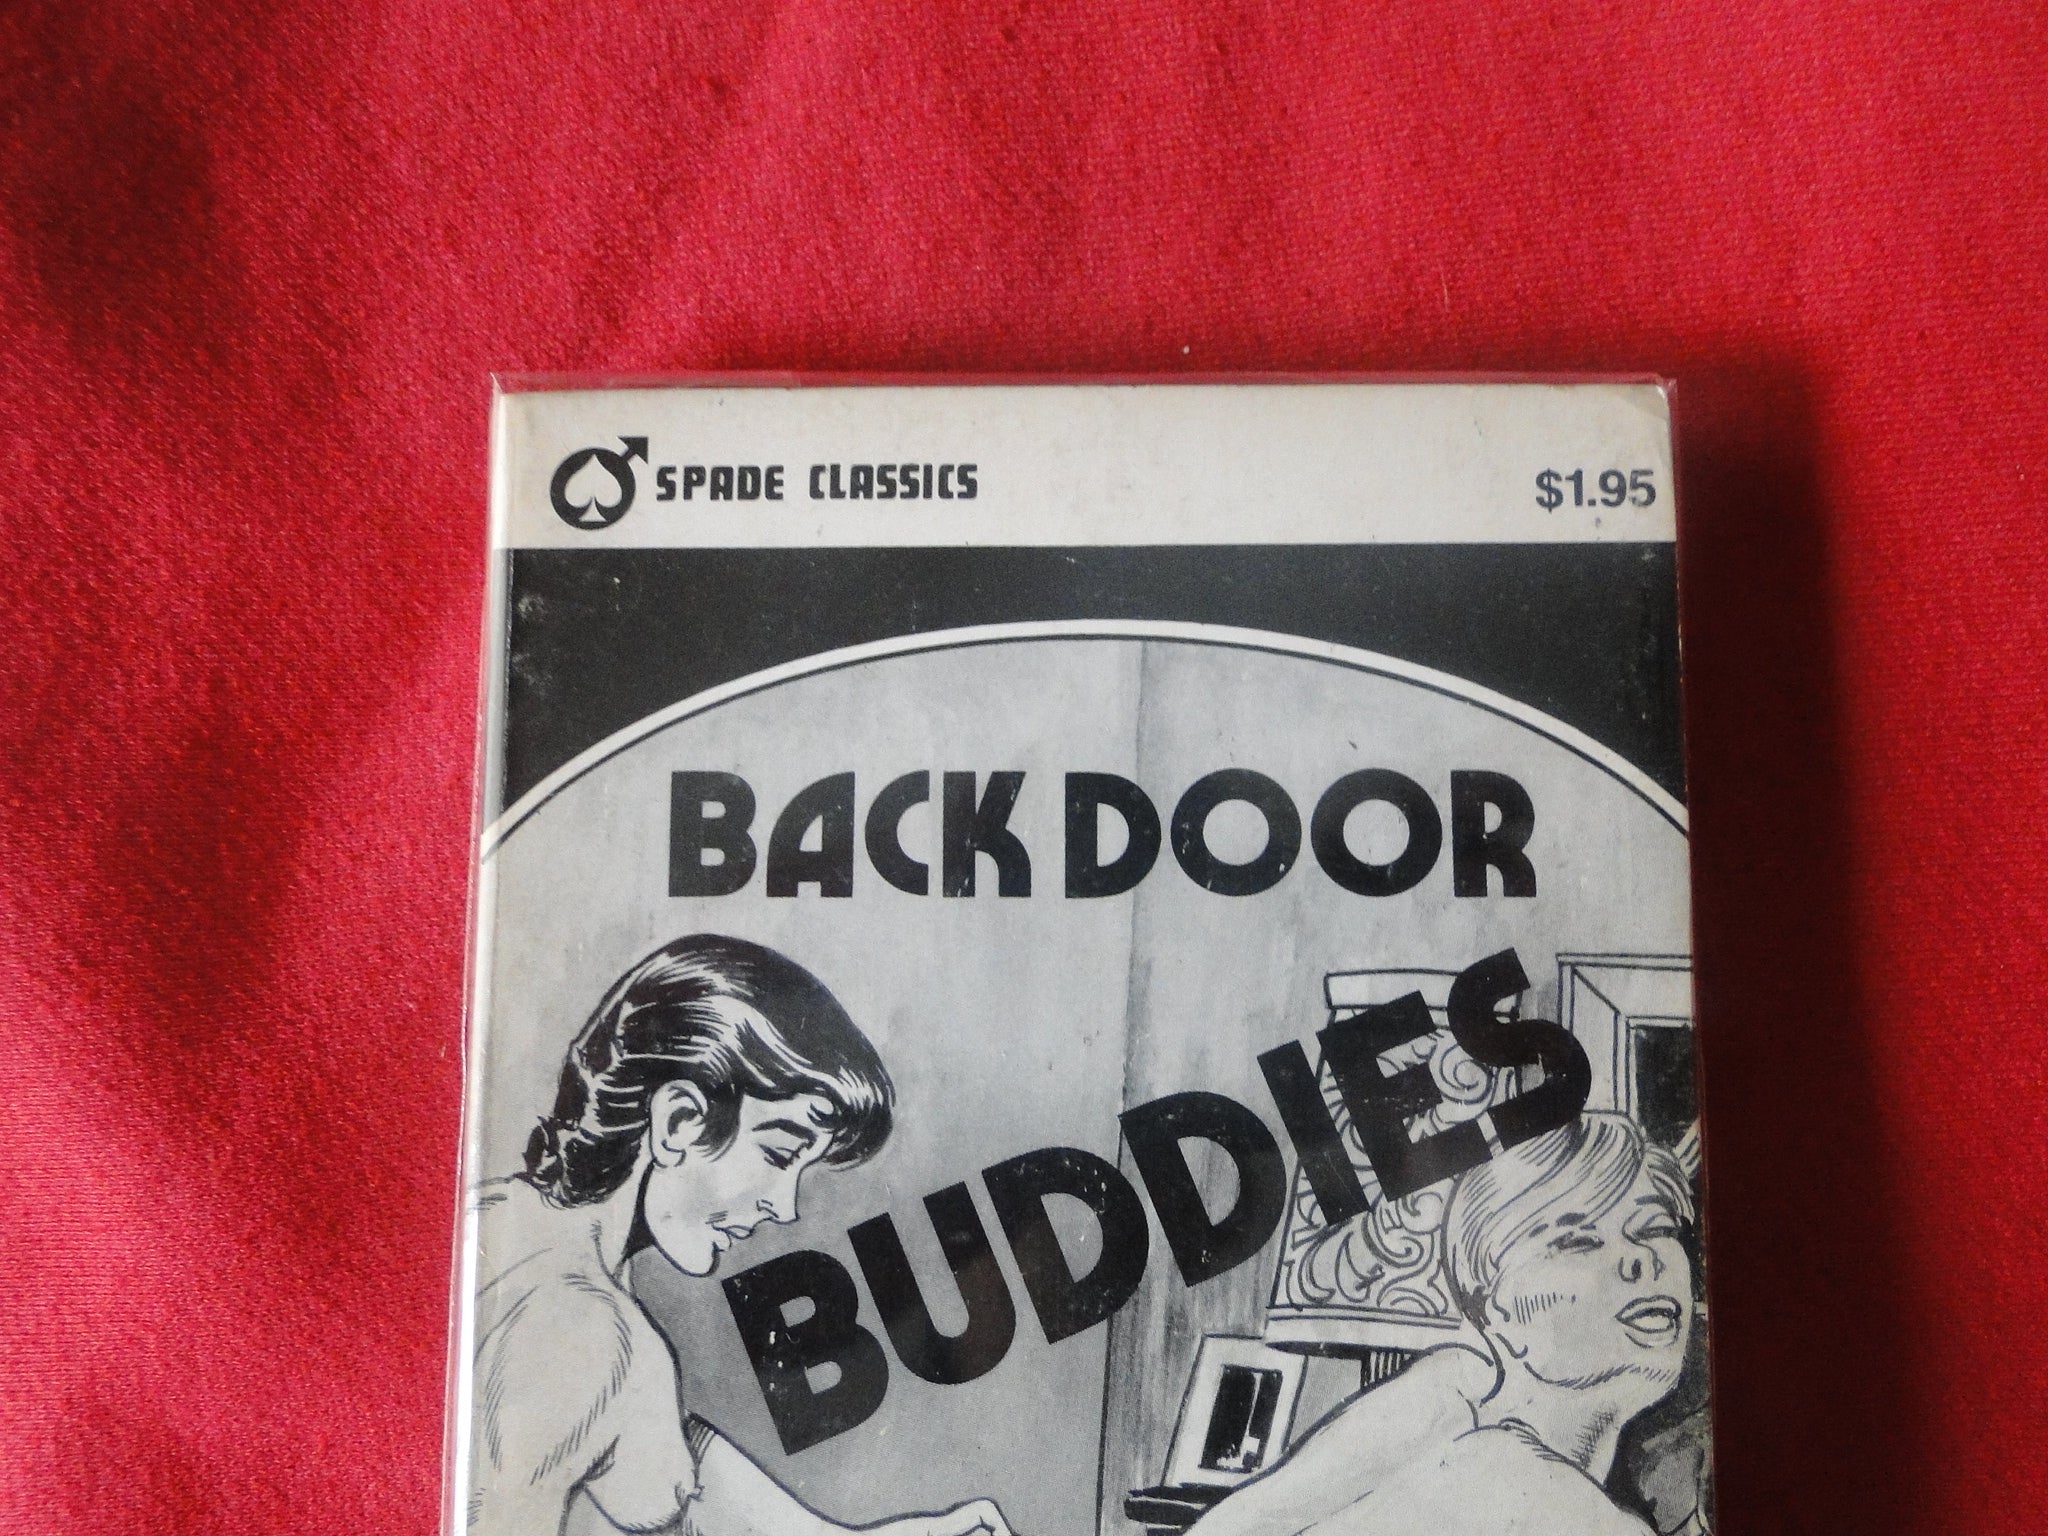 SPADE CLASSICS
$1.95
BACK DOOR
BUDDIES